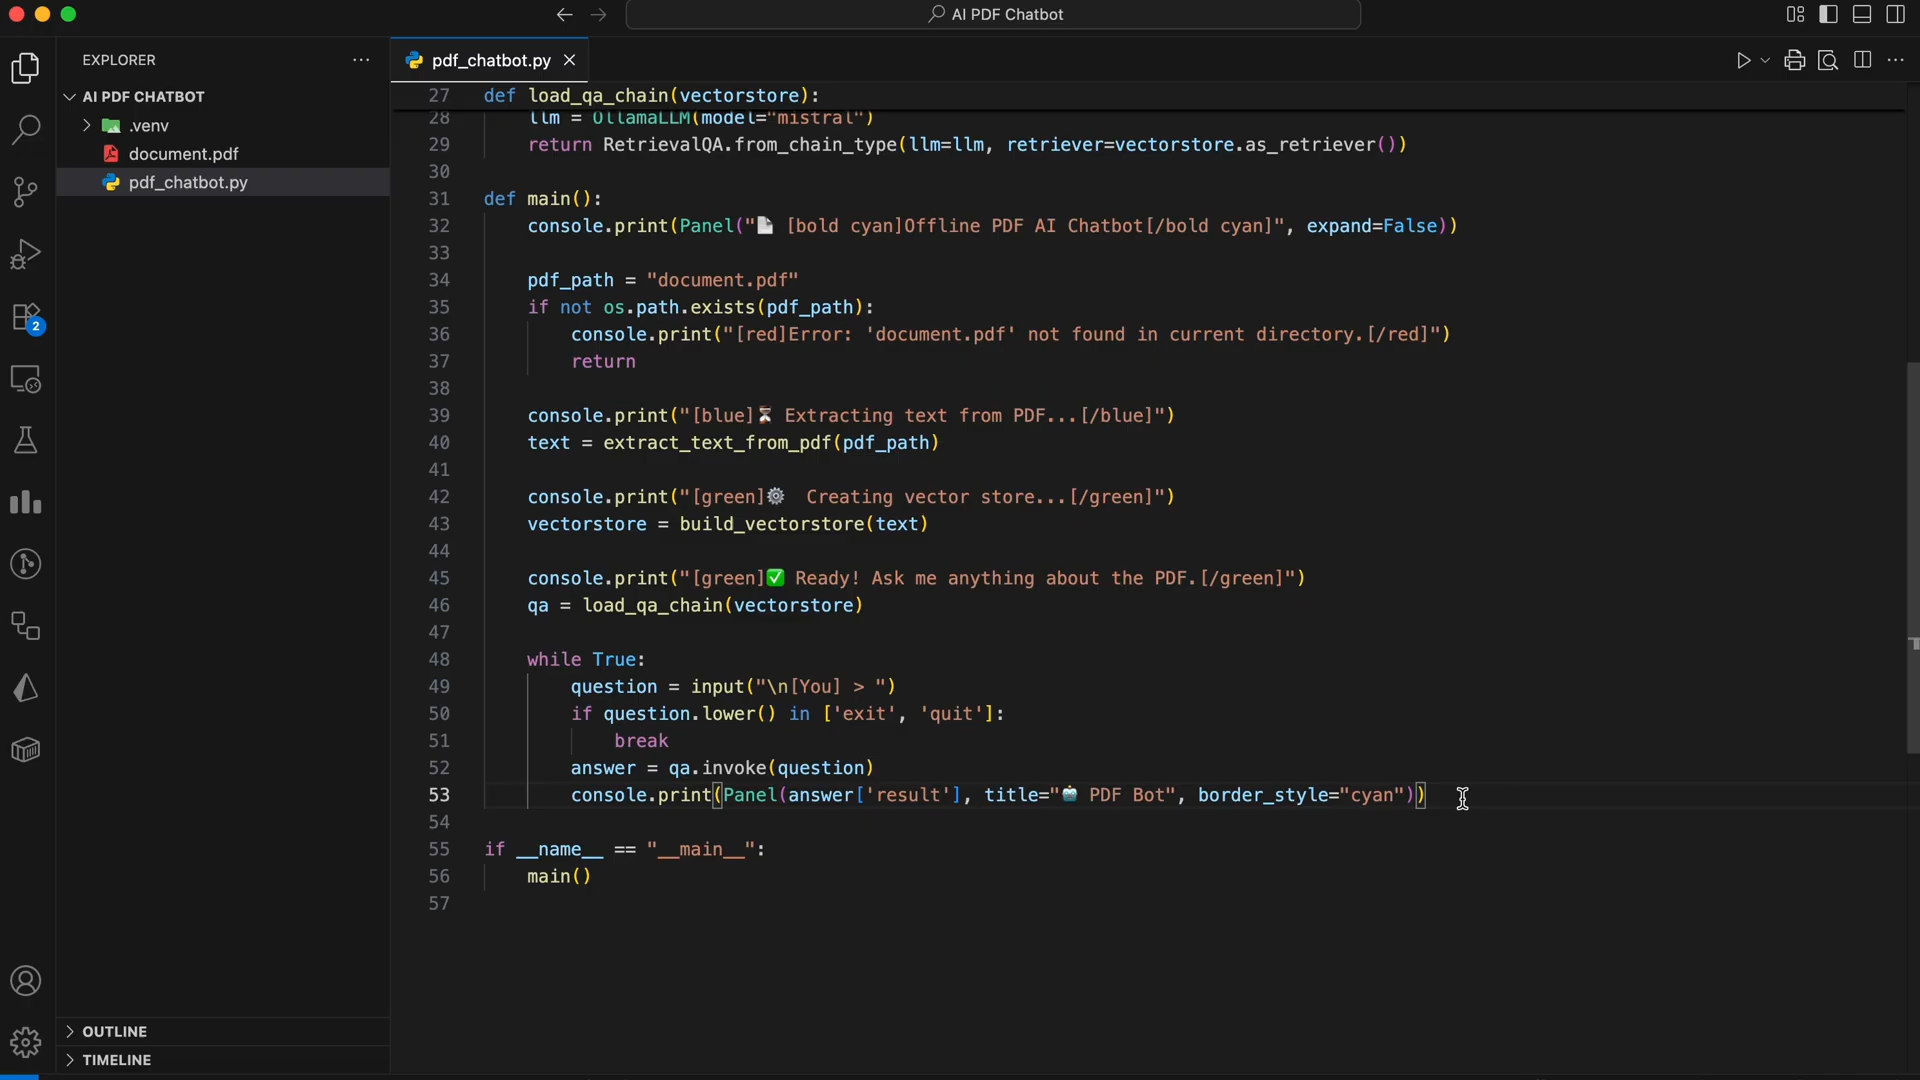 AI PDF Chatbot
EXPLORER
pdf_chatbot.py
AI PDF CHATBOT
.venv
document.pdf
pdf_chatbot.py
2
27 def load_qa_chain(vectorstore):
28 llm = OllamaLLM(model="mistral")
29 return RetrievalQA.from_chain_type(llm=llm, retriever=vectorstore.as_retriever())
30
31 def main():
32 console.print(Panel("📄 [bold cyan]Offline PDF AI Chatbot[/bold cyan]", expand=False))
33
34 pdf_path = "document.pdf"
35 if not os.path.exists(pdf_path):
36 console.print("[red]Error: 'document.pdf' not found in current directory.[/red]")
37 return
38
39 console.print("[blue]⏳ Extracting text from PDF...[/blue]")
40 text = extract_text_from_pdf(pdf_path)
41
42 console.print("[green]⚙️  Creating vector store...[/green]")
43 vectorstore = build_vectorstore(text)
44
45 console.print("[green]✅ Ready! Ask me anything about the PDF.[/green]")
46 qa = load_qa_chain(vectorstore)
47
48 while True:
49 question = input("\n[You] > ")
50 if question.lower() in ['exit', 'quit']:
51 break
52 answer = qa.invoke(question)
53 console.print(Panel(answer['result'], title="🤖 PDF Bot", border_style="cyan"))
54
55 if __name__ == "__main__":
56 main()
57
OUTLINE
TIMELINE